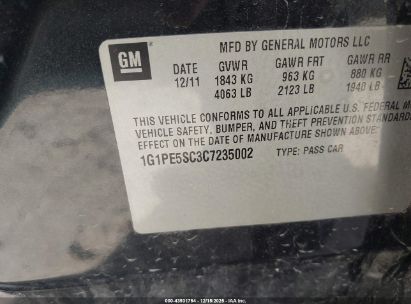 GM
MFD BY GENERAL MOTORS LLC
DATE GVWR GAWR FRT GAWR RR
12/11 1843 KG 963 KG 880 KG
4063 LB 2123 LB 1940 LB
THIS VEHICLE CONFORMS TO ALL APPLICABLE U.S. FEDERAL MO
VEHICLE SAFETY, BUMPER, AND THEFT PREVENTION STANDARDS
EFFECT ON THE DATE OF MANUFACTURE SHOWN ABOVE.
1G1PE5SC3C7235002 TYPE: PASS CAR